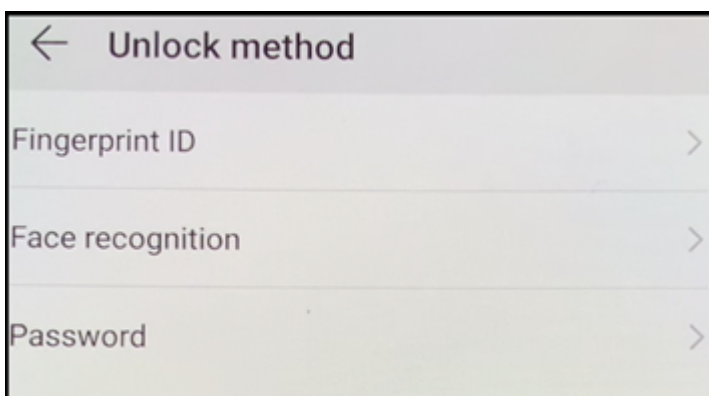 Unlock method
Fingerprint ID
Face recognition
Password